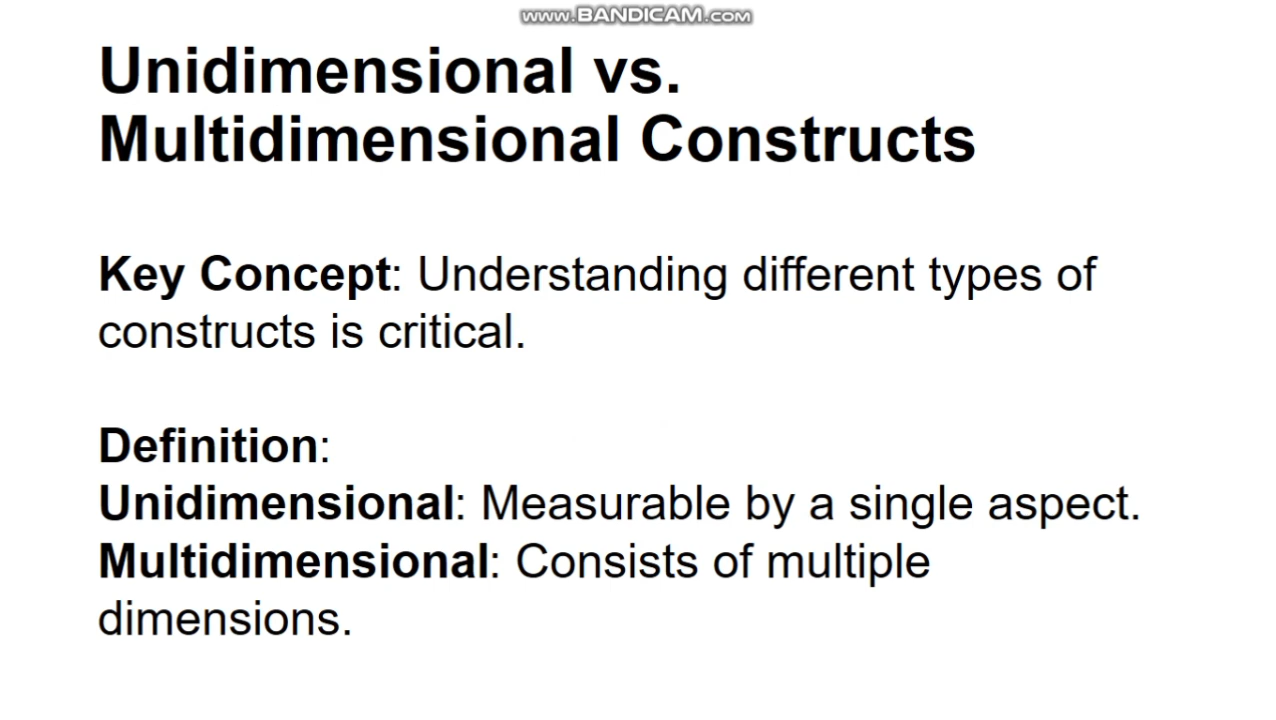 www.BANDICAM.com
Unidimensional vs.
Multidimensional Constructs
Key Concept: Understanding different types of
constructs is critical.
Definition:
Unidimensional: Measurable by a single aspect.
Multidimensional: Consists of multiple
dimensions.